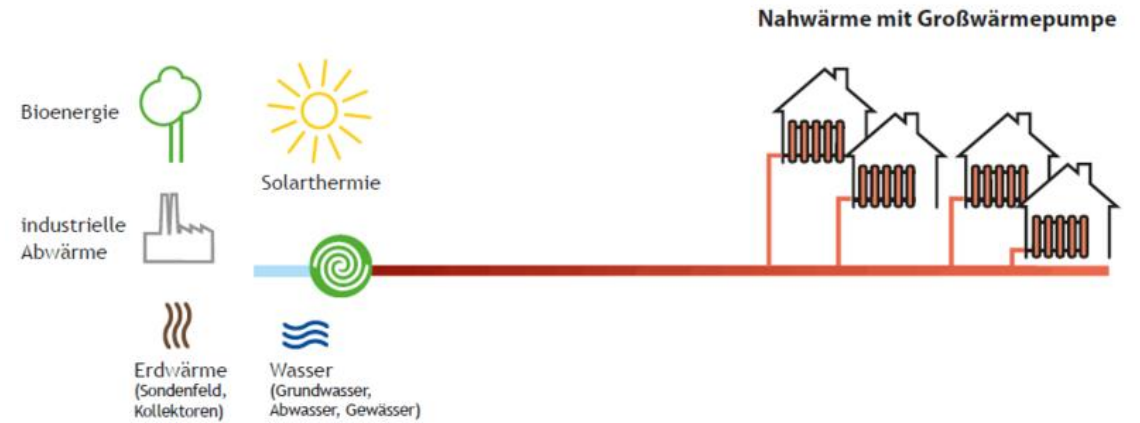 Nahwärme mit Großwärmepumpe
Bioenergie
Solarthermie
industrielle
Abwärme
Erdwärme
(Sondenfeld,
Kollektoren)
Wasser
(Grundwasser,
Abwasser, Gewässer)